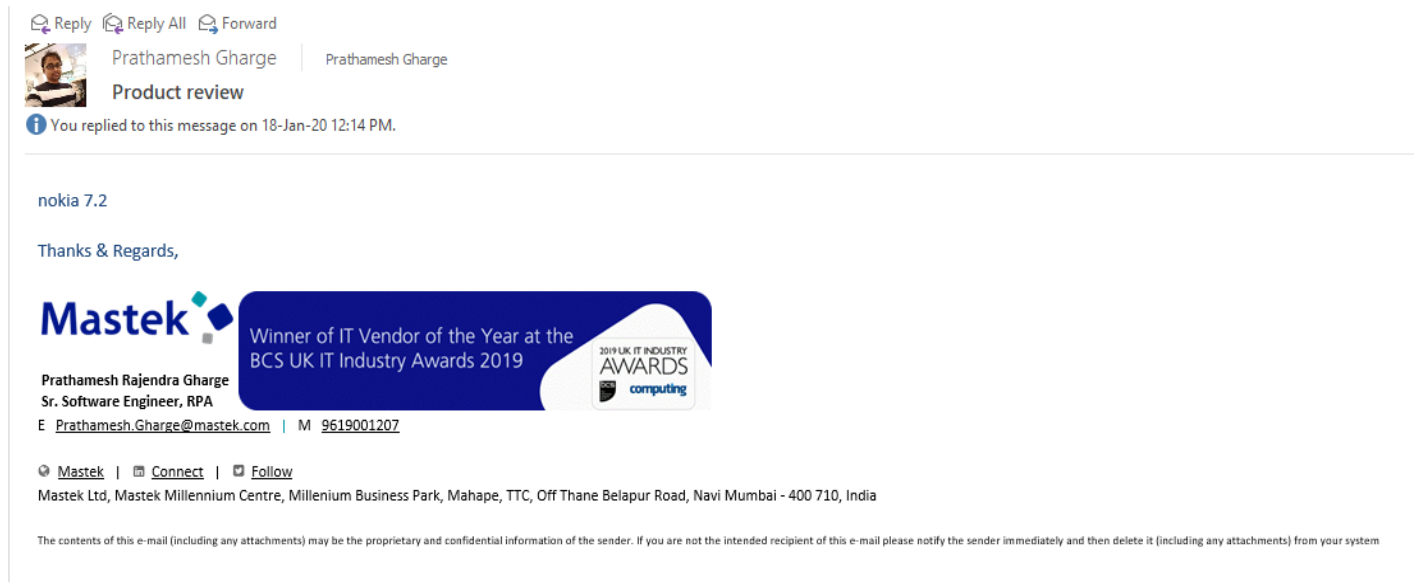 Reply Reply All Forward
Prathamesh Gharge Prathamesh Gharge
Product review
You replied to this message on 18-Jan-20 12:14 PM.
nokia 7.2
Thanks & Regards,
Mastek
Winner of IT Vendor of the Year at the
BCS UK IT Industry Awards 2019
2019 UK IT INDUSTRY
AWARDS
BCS computing
Prathamesh Rajendra Gharge
Sr. Software Engineer, RPA
E Prathamesh.Gharge@mastek.com | M 9619001207
Mastek | Connect | Follow
Mastek Ltd, Mastek Millennium Centre, Millenium Business Park, Mahape, TTC, Off Thane Belapur Road, Navi Mumbai - 400 710, India
The contents of this e-mail (including any attachments) may be the proprietary and confidential information of the sender. If you are not the intended recipient of this e-mail please notify the sender immediately and then delete it (including any attachments) from your system